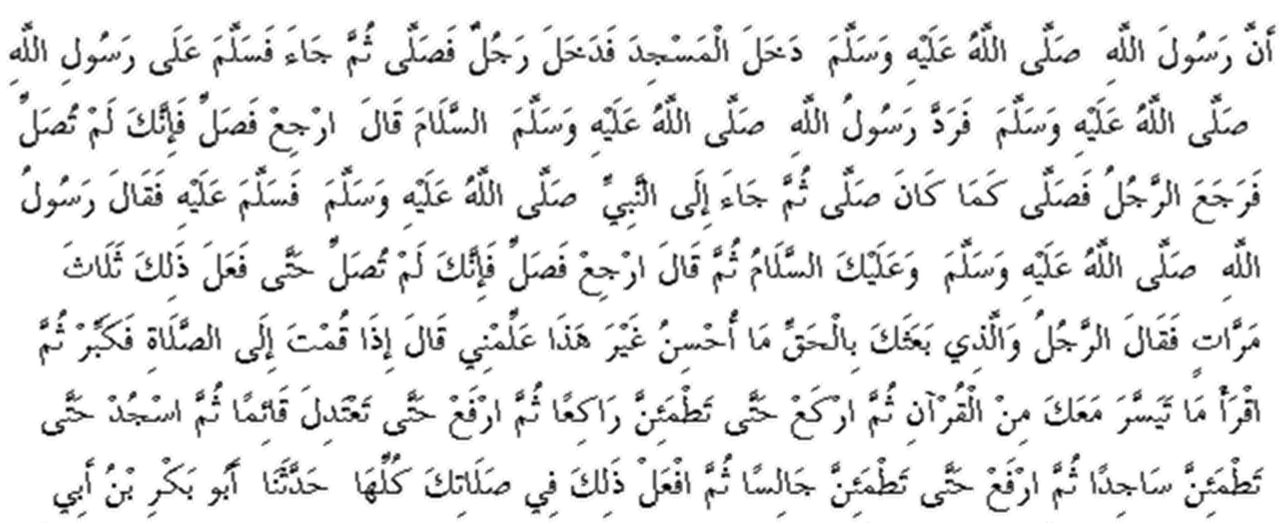 أَنَّ رَسُولَ اللَّهِ صَلَّى اللَّهُ عَلَيْهِ وَسَلَّمَ دَخَلَ الْمَسْجِدَ فَدَخَلَ رَجُلٌ فَصَلَّى ثُمَّ جَاءَ فَسَلَّمَ عَلَى رَسُولِ اللَّهِ
صَلَّى اللَّهُ عَلَيْهِ وَسَلَّمَ فَرَدَّ رَسُولُ اللَّهِ صَلَّى اللَّهُ عَلَيْهِ وَسَلَّمَ السَّلَامَ قَالَ ارْجِعْ فَصَلِّ فَإِنَّكَ لَمْ تُصَلِّ
فَرَجَعَ الرَّجُلُ فَصَلَّى كَمَا كَانَ صَلَّى ثُمَّ جَاءَ إِلَى النَّبِيِّ صَلَّى اللَّهُ عَلَيْهِ وَسَلَّمَ فَسَلَّمَ عَلَيْهِ فَقَالَ رَسُولُ
اللَّهِ صَلَّى اللَّهُ عَلَيْهِ وَسَلَّمَ وَعَلَيْكَ السَّلَامُ ثُمَّ قَالَ ارْجِعْ فَصَلِّ فَإِنَّكَ لَمْ تُصَلِّ حَتَّى فَعَلَ ذَلِكَ ثَلَاثَ
مَرَّاتٍ فَقَالَ الرَّجُلُ وَالَّذِي بَعَثَكَ بِالْحَقِّ مَا أُحْسِنُ غَيْرَ هَذَا عَلِّمْنِي قَالَ إِذَا قُمْتَ إِلَى الصَّلَاةِ فَكَبِّرْ ثُمَّ
اقْرَأْ مَا تَيَسَّرَ مَعَكَ مِنْ الْقُرْآنِ ثُمَّ ارْكَعْ حَتَّى تَطْمَئِنَّ رَاكِعًا ثُمَّ ارْفَعْ حَتَّى تَعْتَدِلَ قَائِمًا ثُمَّ اسْجُدْ حَتَّى
تَطْمَئِنَّ سَاجِدًا ثُمَّ ارْفَعْ حَتَّى تَطْمَئِنَّ جَالِسًا ثُمَّ افْعَلْ ذَلِكَ فِي صَلَاتِكَ كُلِّهَا حَدَّثَنَا أَبُو بَكْرِ بْنُ أَبِي